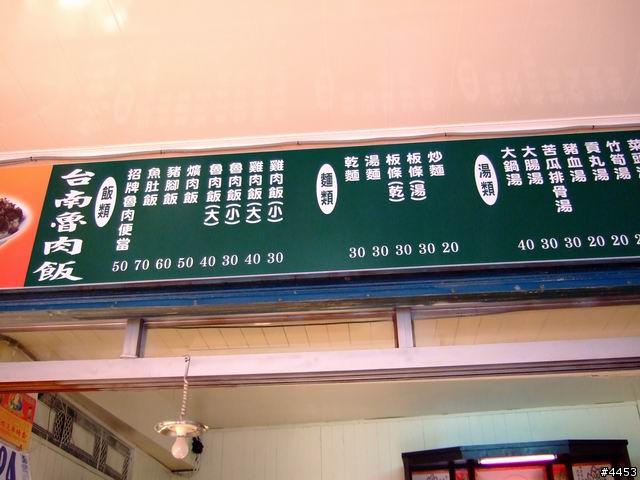 台南魯肉飯
飯類
招牌魯肉便當
魚肚飯
豬腳飯
爌肉飯
魯肉飯(大)
魯肉飯(小)
雞肉飯(大)
雞肉飯(小)
50 70 60 50 40 30 40 30
麵類
乾麵
湯麵
板條(乾)
板條(湯)
炒麵
30 30 30 30 20
湯類
大鍋湯
大腸湯
苦瓜排骨湯
豬血湯
貢丸湯
竹筍湯
40 30 30 20 20
#4453